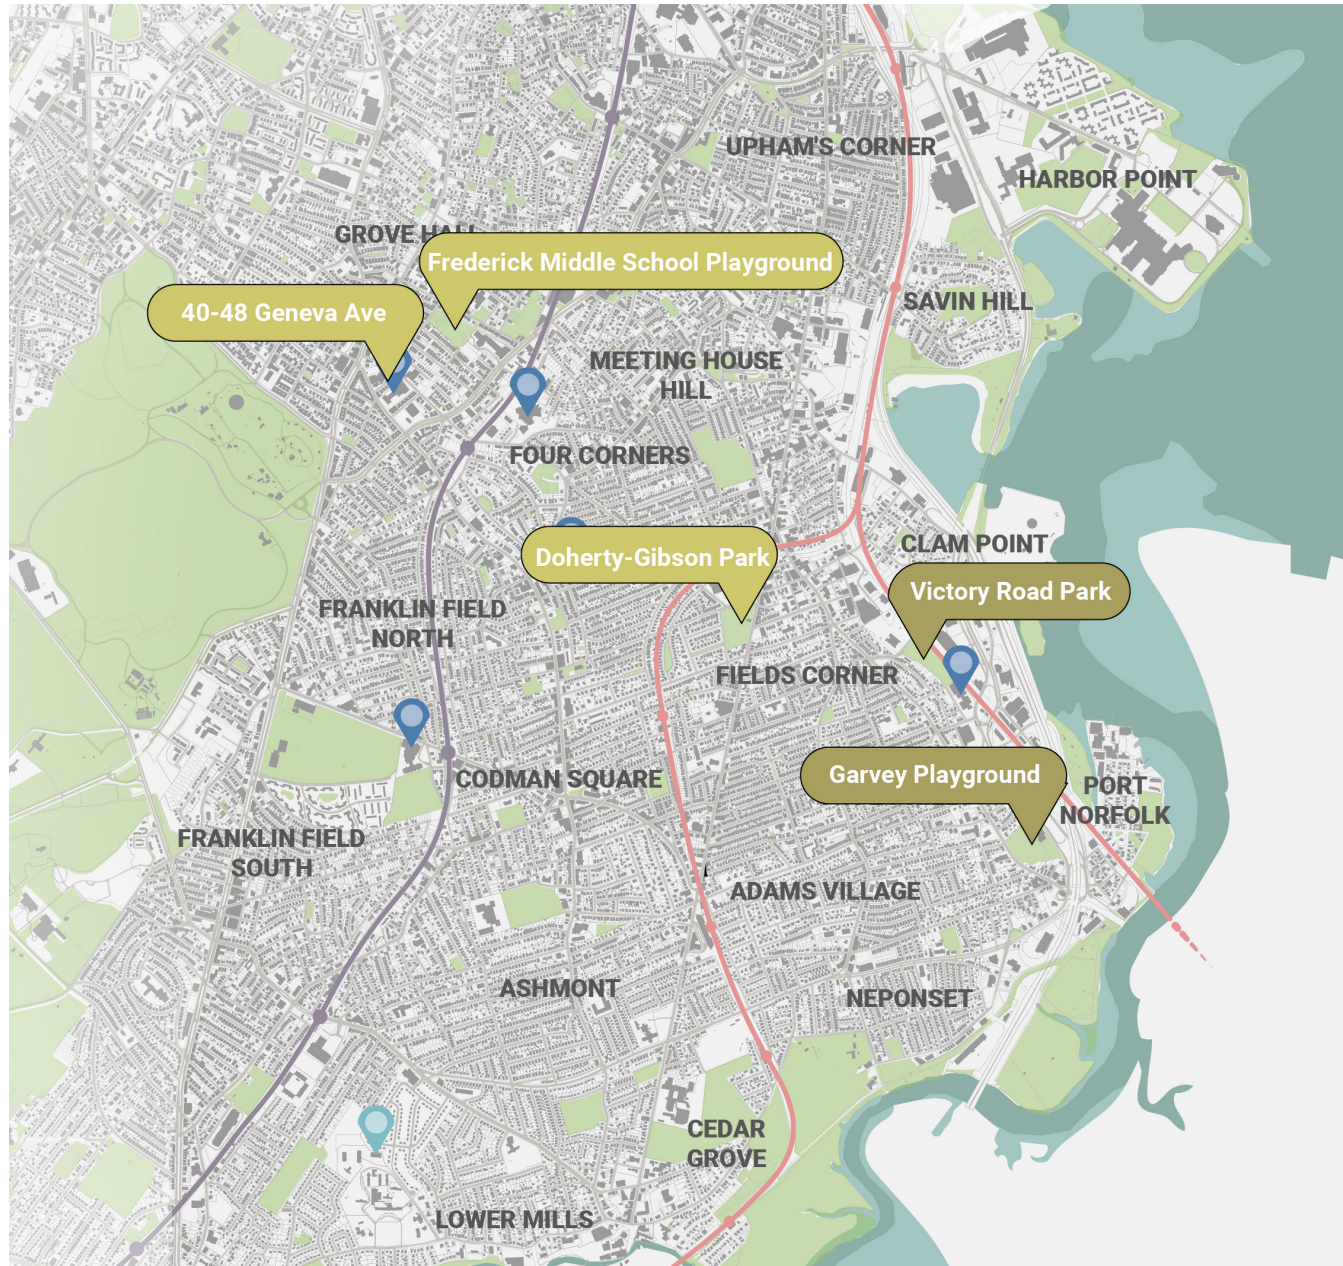 UPHAM'S CORNER
HARBOR POINT
GROVE HALL
Frederick Middle School Playground
40-48 Geneva Ave
SAVIN HILL
MEETING HOUSE
HILL
FOUR CORNERS
CLAM POINT
Doherty-Gibson Park
Victory Road Park
FRANKLIN FIELD
NORTH
FIELDS CORNER
CODMAN SQUARE
Garvey Playground
PORT
NORFOLK
FRANKLIN FIELD
SOUTH
ADAMS VILLAGE
ASHMONT
NEPONSET
CEDAR
GROVE
LOWER MILLS